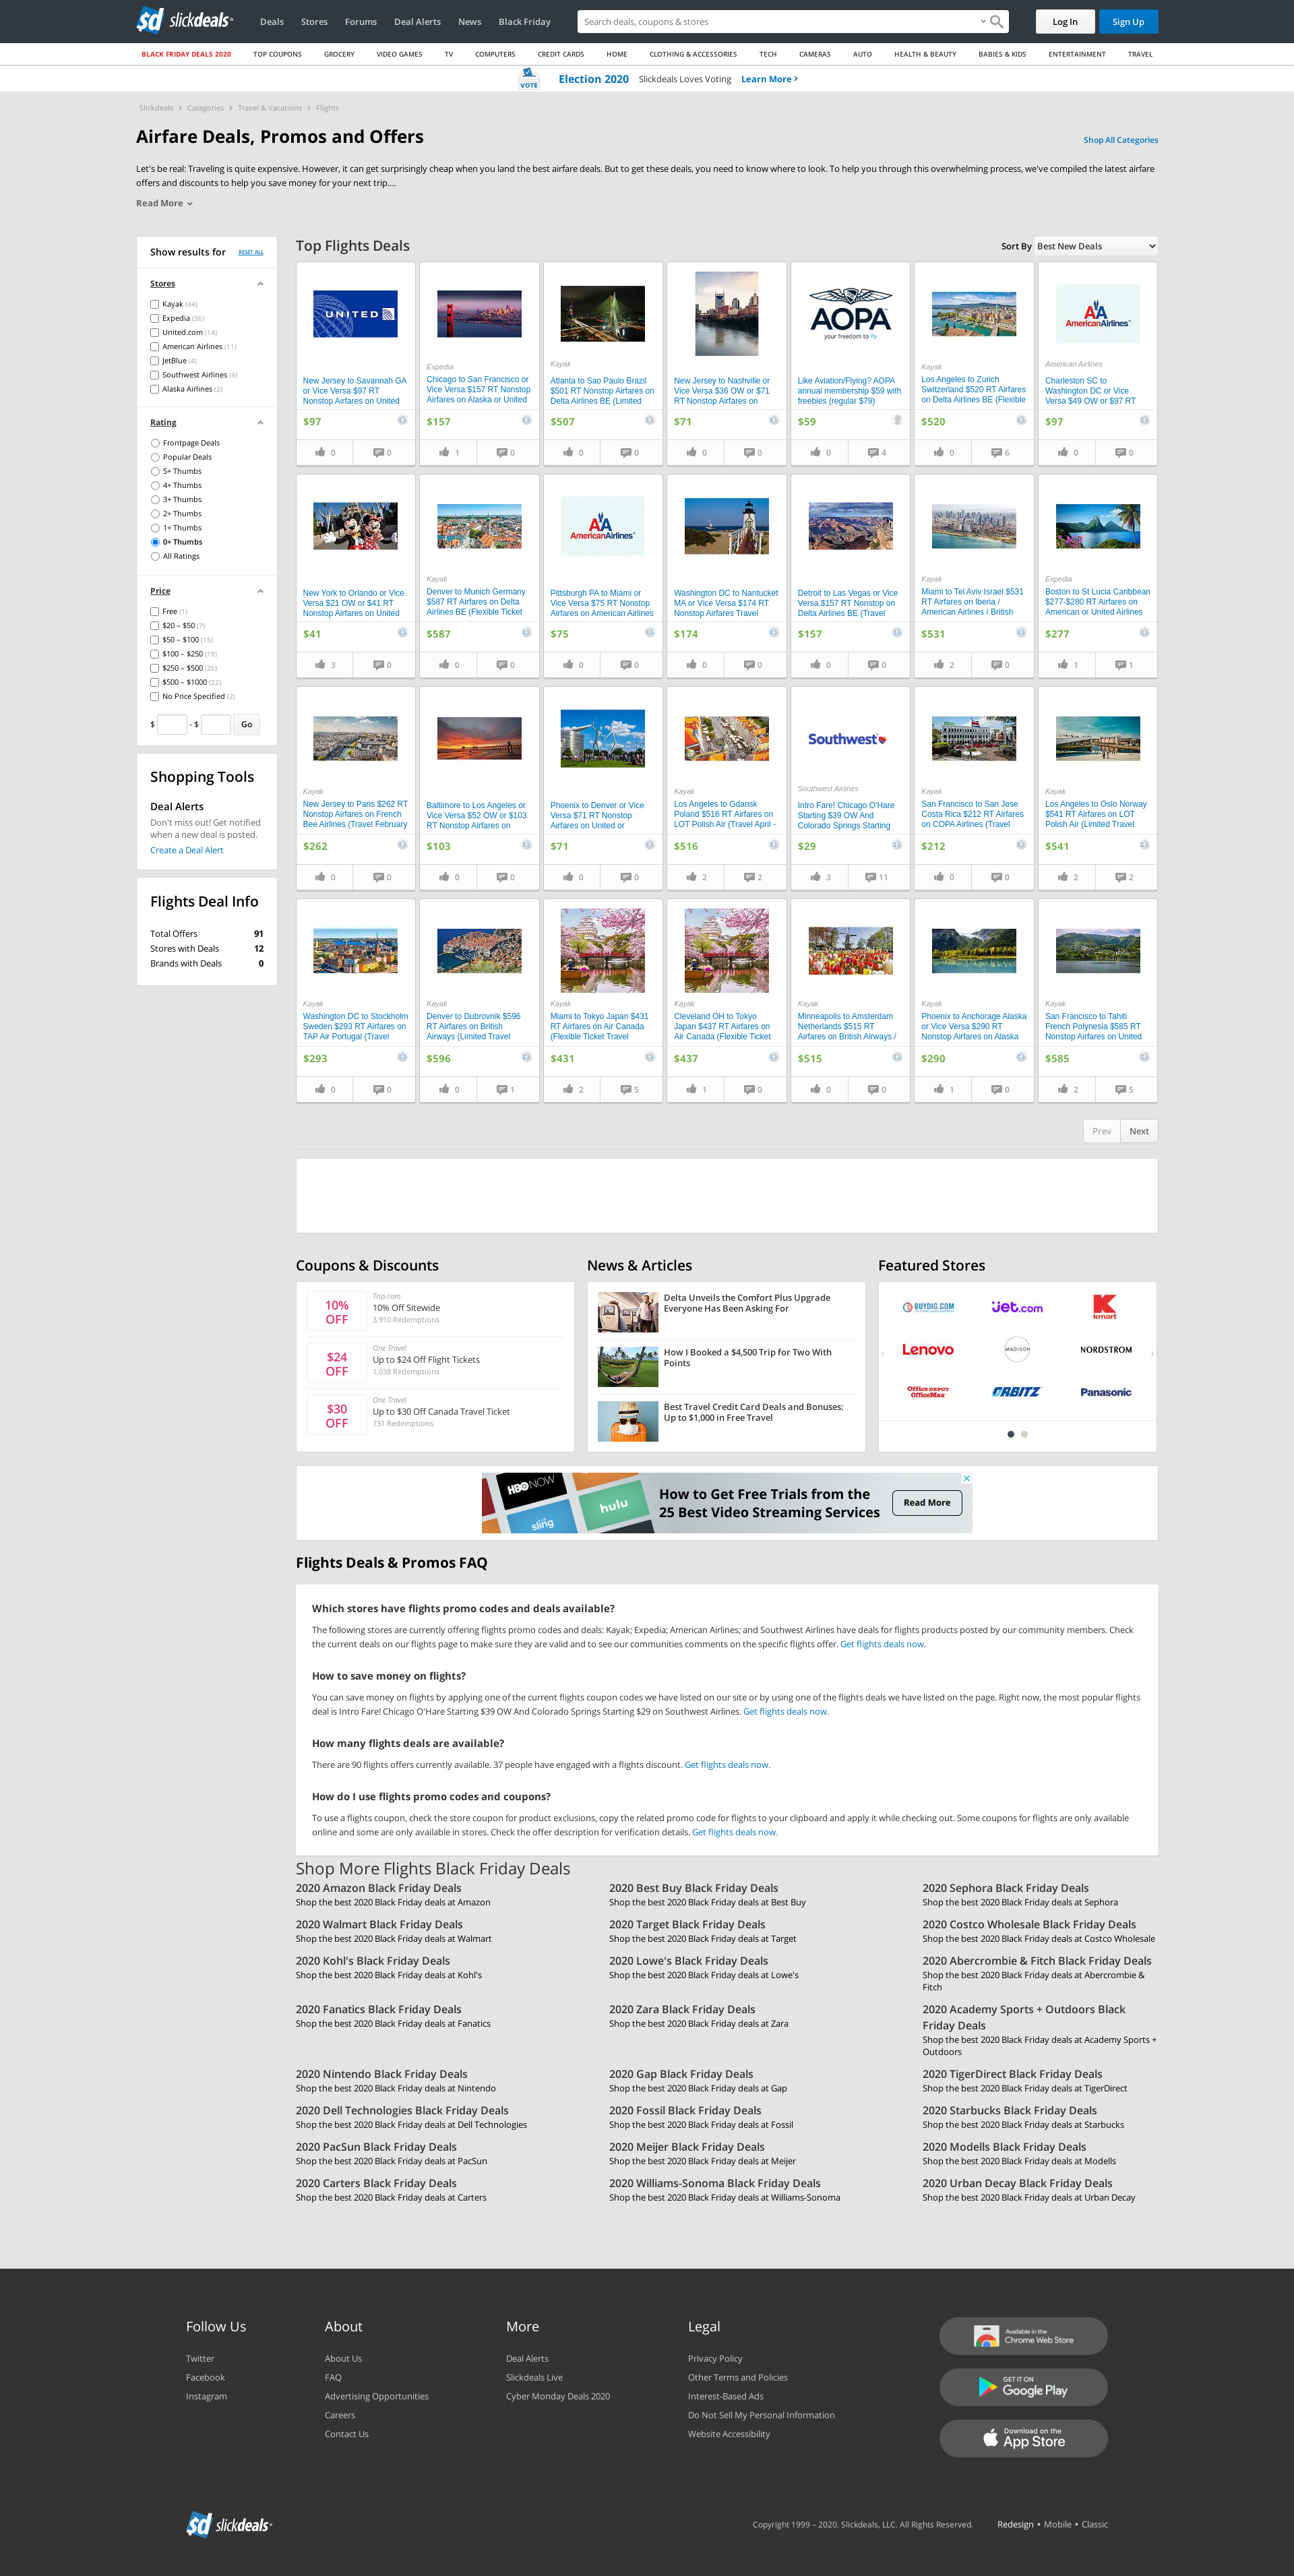 sd slickdeals
Deals Stores Forums Deal Alerts News Black Friday
Search deals, coupons & stores
Log In
Sign Up
BLACK FRIDAY DEALS 2020 TOP COUPONS GROCERY VIDEO GAMES TV COMPUTERS CREDIT CARDS HOME CLOTHING & ACCESSORIES TECH CAMERAS AUTO HEALTH & BEAUTY BABIES & KIDS ENTERTAINMENT TRAVEL
VOTE Election 2020 Slickdeals Loves Voting Learn More ›
Slickdeals › Categories › Travel & Vacations › Flights
Airfare Deals, Promos and Offers
Shop All Categories
Let's be real: Traveling is quite expensive. However, it can get surprisingly cheap when you land the best airfare deals. But to get these deals, you need to know where to look. To help you through this overwhelming process, we've compiled the latest airfare
offers and discounts to help you save money for your next trip....
Read More
Show results for RESET ALL
Stores
Kayak (44)
Expedia (36)
United.com (14)
American Airlines (11)
JetBlue (4)
Southwest Airlines (4)
Alaska Airlines (2)
Rating
Frontpage Deals
Popular Deals
5+ Thumbs
4+ Thumbs
3+ Thumbs
2+ Thumbs
1+ Thumbs
0+ Thumbs
All Ratings
Price
Free (1)
$20 – $50 (7)
$50 – $100 (15)
$100 – $250 (18)
$250 – $500 (26)
$500 – $1000 (22)
No Price Specified (2)
$ - $ Go
Shopping Tools
Deal Alerts
Don't miss out! Get notified
when a new deal is posted.
Create a Deal Alert
Flights Deal Info
Total Offers 91
Stores with Deals 12
Brands with Deals 0
Top Flights Deals
Sort By Best New Deals
UNITED
New Jersey to Savannah GA
or Vice Versa $97 RT
Nonstop Airfares on United
$97
0 0
Expedia
Chicago to San Francisco or
Vice Versa $157 RT Nonstop
Airfares on Alaska or United
$157
1 0
Kayak
Atlanta to Sao Paulo Brazil
$501 RT Nonstop Airfares on
Delta Airlines BE (Limited
$507
0 0
New Jersey to Nashville or
Vice Versa $36 OW or $71
RT Nonstop Airfares on
$71
0 0
AOPA
your freedom to fly
Like Aviation/Flying? AOPA
annual membership $59 with
freebies (regular $79)
$59
0 4
Kayak
Los Angeles to Zurich
Switzerland $520 RT Airfares
on Delta Airlines BE (Flexible
$520
0 6
AA
AmericanAirlines
American Airlines
Charleston SC to
Washington DC or Vice
Versa $49 OW or $97 RT
$97
0 0
New York to Orlando or Vice
Versa $21 OW or $41 RT
Nonstop Airfares on United
$41
3 0
Kayak
Denver to Munich Germany
$587 RT Airfares on Delta
Airlines BE (Flexible Ticket
$587
0 0
AA
AmericanAirlines
Pittsburgh PA to Miami or
Vice Versa $75 RT Nonstop
Airfares on American Airlines
$75
0 0
Washington DC to Nantucket
MA or Vice Versa $174 RT
Nonstop Airfares Travel
$174
0 0
Detroit to Las Vegas or Vice
Versa $157 RT Nonstop on
Delta Airlines BE (Travel
$157
0 0
Kayak
Miami to Tel Aviv Israel $531
RT Airfares on Iberia /
American Airlines / British
$531
2 0
Expedia
Boston to St Lucia Caribbean
$277-$280 RT Airfares on
American or United Airlines
$277
1 1
Kayak
New Jersey to Paris $262 RT
Nonstop Airfares on French
Bee Airlines (Travel February
$262
0 0
Baltimore to Los Angeles or
Vice Versa $52 OW or $103
RT Nonstop Airfares on
$103
0 0
Phoenix to Denver or Vice
Versa $71 RT Nonstop
Airfares on United or
$71
0 0
Kayak
Los Angeles to Gdansk
Poland $516 RT Airfares on
LOT Polish Air (Travel April -
$516
2 2
Southwest
Southwest Airlines
Intro Fare! Chicago O'Hare
Starting $39 OW And
Colorado Springs Starting
$29
3 11
Kayak
San Francisco to San Jose
Costa Rica $212 RT Airfares
on COPA Airlines (Travel
$212
0 0
Kayak
Los Angeles to Oslo Norway
$541 RT Airfares on LOT
Polish Air (Limited Travel
$541
2 2
Kayak
Washington DC to Stockholm
Sweden $293 RT Airfares on
TAP Air Portugal (Travel
$293
0 0
Kayak
Denver to Dubrovnik $596
RT Airfares on British
Airways (Limited Travel
$596
0 1
Kayak
Miami to Tokyo Japan $431
RT Airfares on Air Canada
(Flexible Ticket Travel
$431
2 5
Kayak
Cleveland OH to Tokyo
Japan $437 RT Airfares on
Air Canada (Flexible Ticket
$437
1 0
Kayak
Minneapolis to Amsterdam
Netherlands $515 RT
Airfares on British Airways /
$515
0 0
Kayak
Phoenix to Anchorage Alaska
or Vice Versa $290 RT
Nonstop Airfares on Alaska
$290
1 0
Kayak
San Francisco to Tahiti
French Polynesia $585 RT
Nonstop Airfares on United
$585
2 5
Prev Next
Coupons & Discounts
10%
OFF
Trip.com
10% Off Sitewide
3,910 Redemptions
$24
OFF
One Travel
Up to $24 Off Flight Tickets
1,038 Redemptions
$30
OFF
One Travel
Up to $30 Off Canada Travel Ticket
731 Redemptions
News & Articles
Delta Unveils the Comfort Plus Upgrade
Everyone Has Been Asking For
How I Booked a $4,500 Trip for Two With
Points
Best Travel Credit Card Deals and Bonuses:
Up to $1,000 in Free Travel
Featured Stores
BUYDIG.COM Jet.com K kmart
Lenovo MADISON NORDSTROM
Office DEPOT OfficeMax ORBITZ Panasonic
HBO NOW
sling
hulu
How to Get Free Trials from the
25 Best Video Streaming Services
Read More
Flights Deals & Promos FAQ
Which stores have flights promo codes and deals available?
The following stores are currently offering flights promo codes and deals: Kayak; Expedia; American Airlines; and Southwest Airlines have deals for flights products posted by our community members. Check
the current deals on our flights page to make sure they are valid and to see our communities comments on the specific flights offer. Get flights deals now.
How to save money on flights?
You can save money on flights by applying one of the current flights coupon codes we have listed on our site or by using one of the flights deals we have listed on the page. Right now, the most popular flights
deal is Intro Fare! Chicago O'Hare Starting $39 OW And Colorado Springs Starting $29 on Southwest Airlines. Get flights deals now.
How many flights deals are available?
There are 90 flights offers currently available. 37 people have engaged with a flights discount. Get flights deals now.
How do I use flights promo codes and coupons?
To use a flights coupon, check the store coupon for product exclusions, copy the related promo code for flights to your clipboard and apply it while checking out. Some coupons for flights are only available
online and some are only available in stores. Check the offer description for verification details. Get flights deals now.
Shop More Flights Black Friday Deals
2020 Amazon Black Friday Deals
Shop the best 2020 Black Friday deals at Amazon
2020 Best Buy Black Friday Deals
Shop the best 2020 Black Friday deals at Best Buy
2020 Sephora Black Friday Deals
Shop the best 2020 Black Friday deals at Sephora
2020 Walmart Black Friday Deals
Shop the best 2020 Black Friday deals at Walmart
2020 Target Black Friday Deals
Shop the best 2020 Black Friday deals at Target
2020 Costco Wholesale Black Friday Deals
Shop the best 2020 Black Friday deals at Costco Wholesale
2020 Kohl's Black Friday Deals
Shop the best 2020 Black Friday deals at Kohl's
2020 Lowe's Black Friday Deals
Shop the best 2020 Black Friday deals at Lowe's
2020 Abercrombie & Fitch Black Friday Deals
Shop the best 2020 Black Friday deals at Abercrombie &
Fitch
2020 Fanatics Black Friday Deals
Shop the best 2020 Black Friday deals at Fanatics
2020 Zara Black Friday Deals
Shop the best 2020 Black Friday deals at Zara
2020 Academy Sports + Outdoors Black
Friday Deals
Shop the best 2020 Black Friday deals at Academy Sports +
Outdoors
2020 Nintendo Black Friday Deals
Shop the best 2020 Black Friday deals at Nintendo
2020 Gap Black Friday Deals
Shop the best 2020 Black Friday deals at Gap
2020 TigerDirect Black Friday Deals
Shop the best 2020 Black Friday deals at TigerDirect
2020 Dell Technologies Black Friday Deals
Shop the best 2020 Black Friday deals at Dell Technologies
2020 Fossil Black Friday Deals
Shop the best 2020 Black Friday deals at Fossil
2020 Starbucks Black Friday Deals
Shop the best 2020 Black Friday deals at Starbucks
2020 PacSun Black Friday Deals
Shop the best 2020 Black Friday deals at PacSun
2020 Meijer Black Friday Deals
Shop the best 2020 Black Friday deals at Meijer
2020 Modells Black Friday Deals
Shop the best 2020 Black Friday deals at Modells
2020 Carters Black Friday Deals
Shop the best 2020 Black Friday deals at Carters
2020 Williams-Sonoma Black Friday Deals
Shop the best 2020 Black Friday deals at Williams-Sonoma
2020 Urban Decay Black Friday Deals
Shop the best 2020 Black Friday deals at Urban Decay
Follow Us
Twitter
Facebook
Instagram
About
About Us
FAQ
Advertising Opportunities
Careers
Contact Us
More
Deal Alerts
Slickdeals Live
Cyber Monday Deals 2020
Legal
Privacy Policy
Other Terms and Policies
Interest-Based Ads
Do Not Sell My Personal Information
Website Accessibility
Available in the
Chrome Web Store
GET IT ON
Google Play
Download on the
App Store
sd slickdeals
Copyright 1999 – 2020. Slickdeals, LLC. All Rights Reserved. Redesign • Mobile • Classic